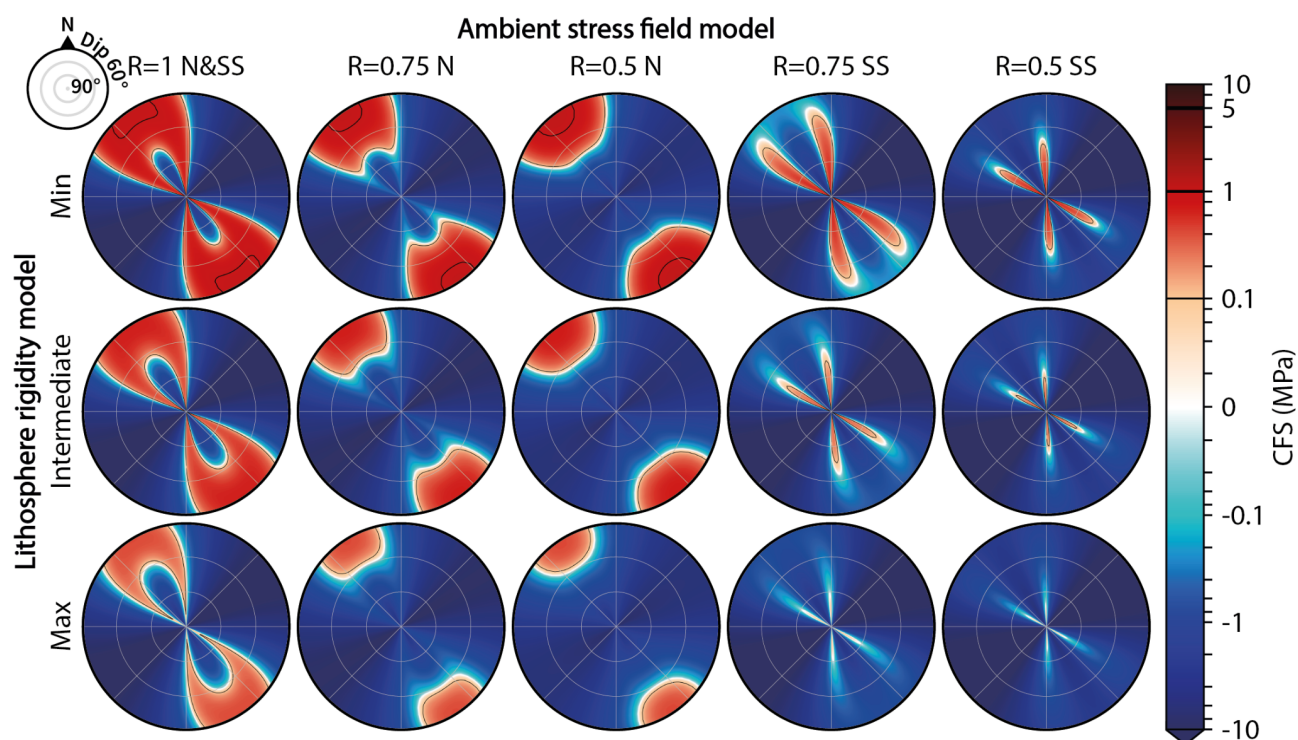 Ambient stress field model
N
Dip 60°
90°
R=1 N&SS
R=0.75 N
R=0.5 N
R=0.75 SS
R=0.5 SS
Lithosphere rigidity model
Min
Intermediate
Max
10
5
1
0.1
0
-0.1
-1
-10
CFS (MPa)